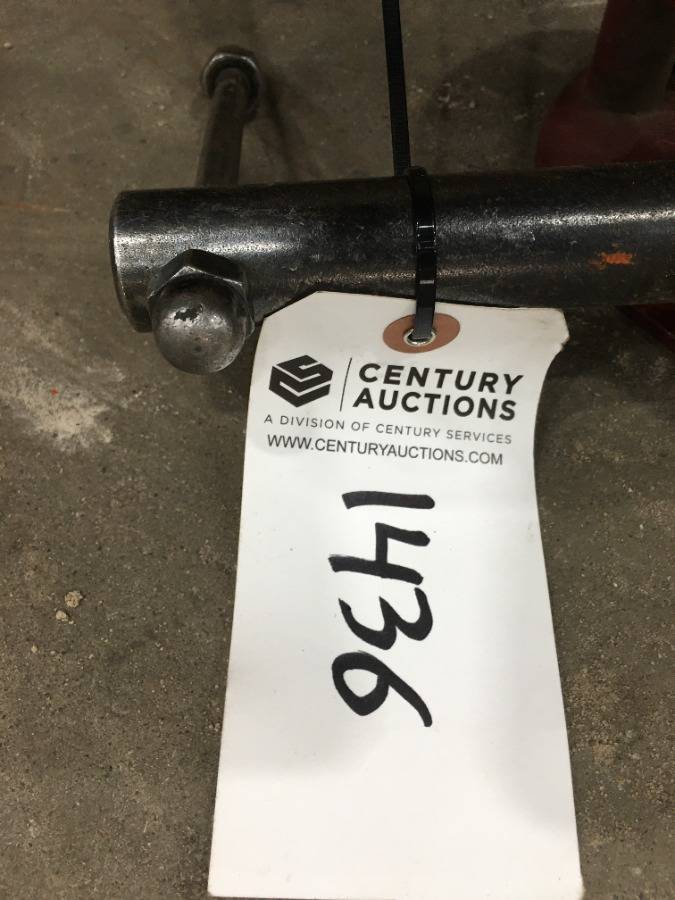 CENTURY
AUCTIONS
A DIVISION OF CENTURY SERVICES
WWW.CENTURYAUCTIONS.COM
1436